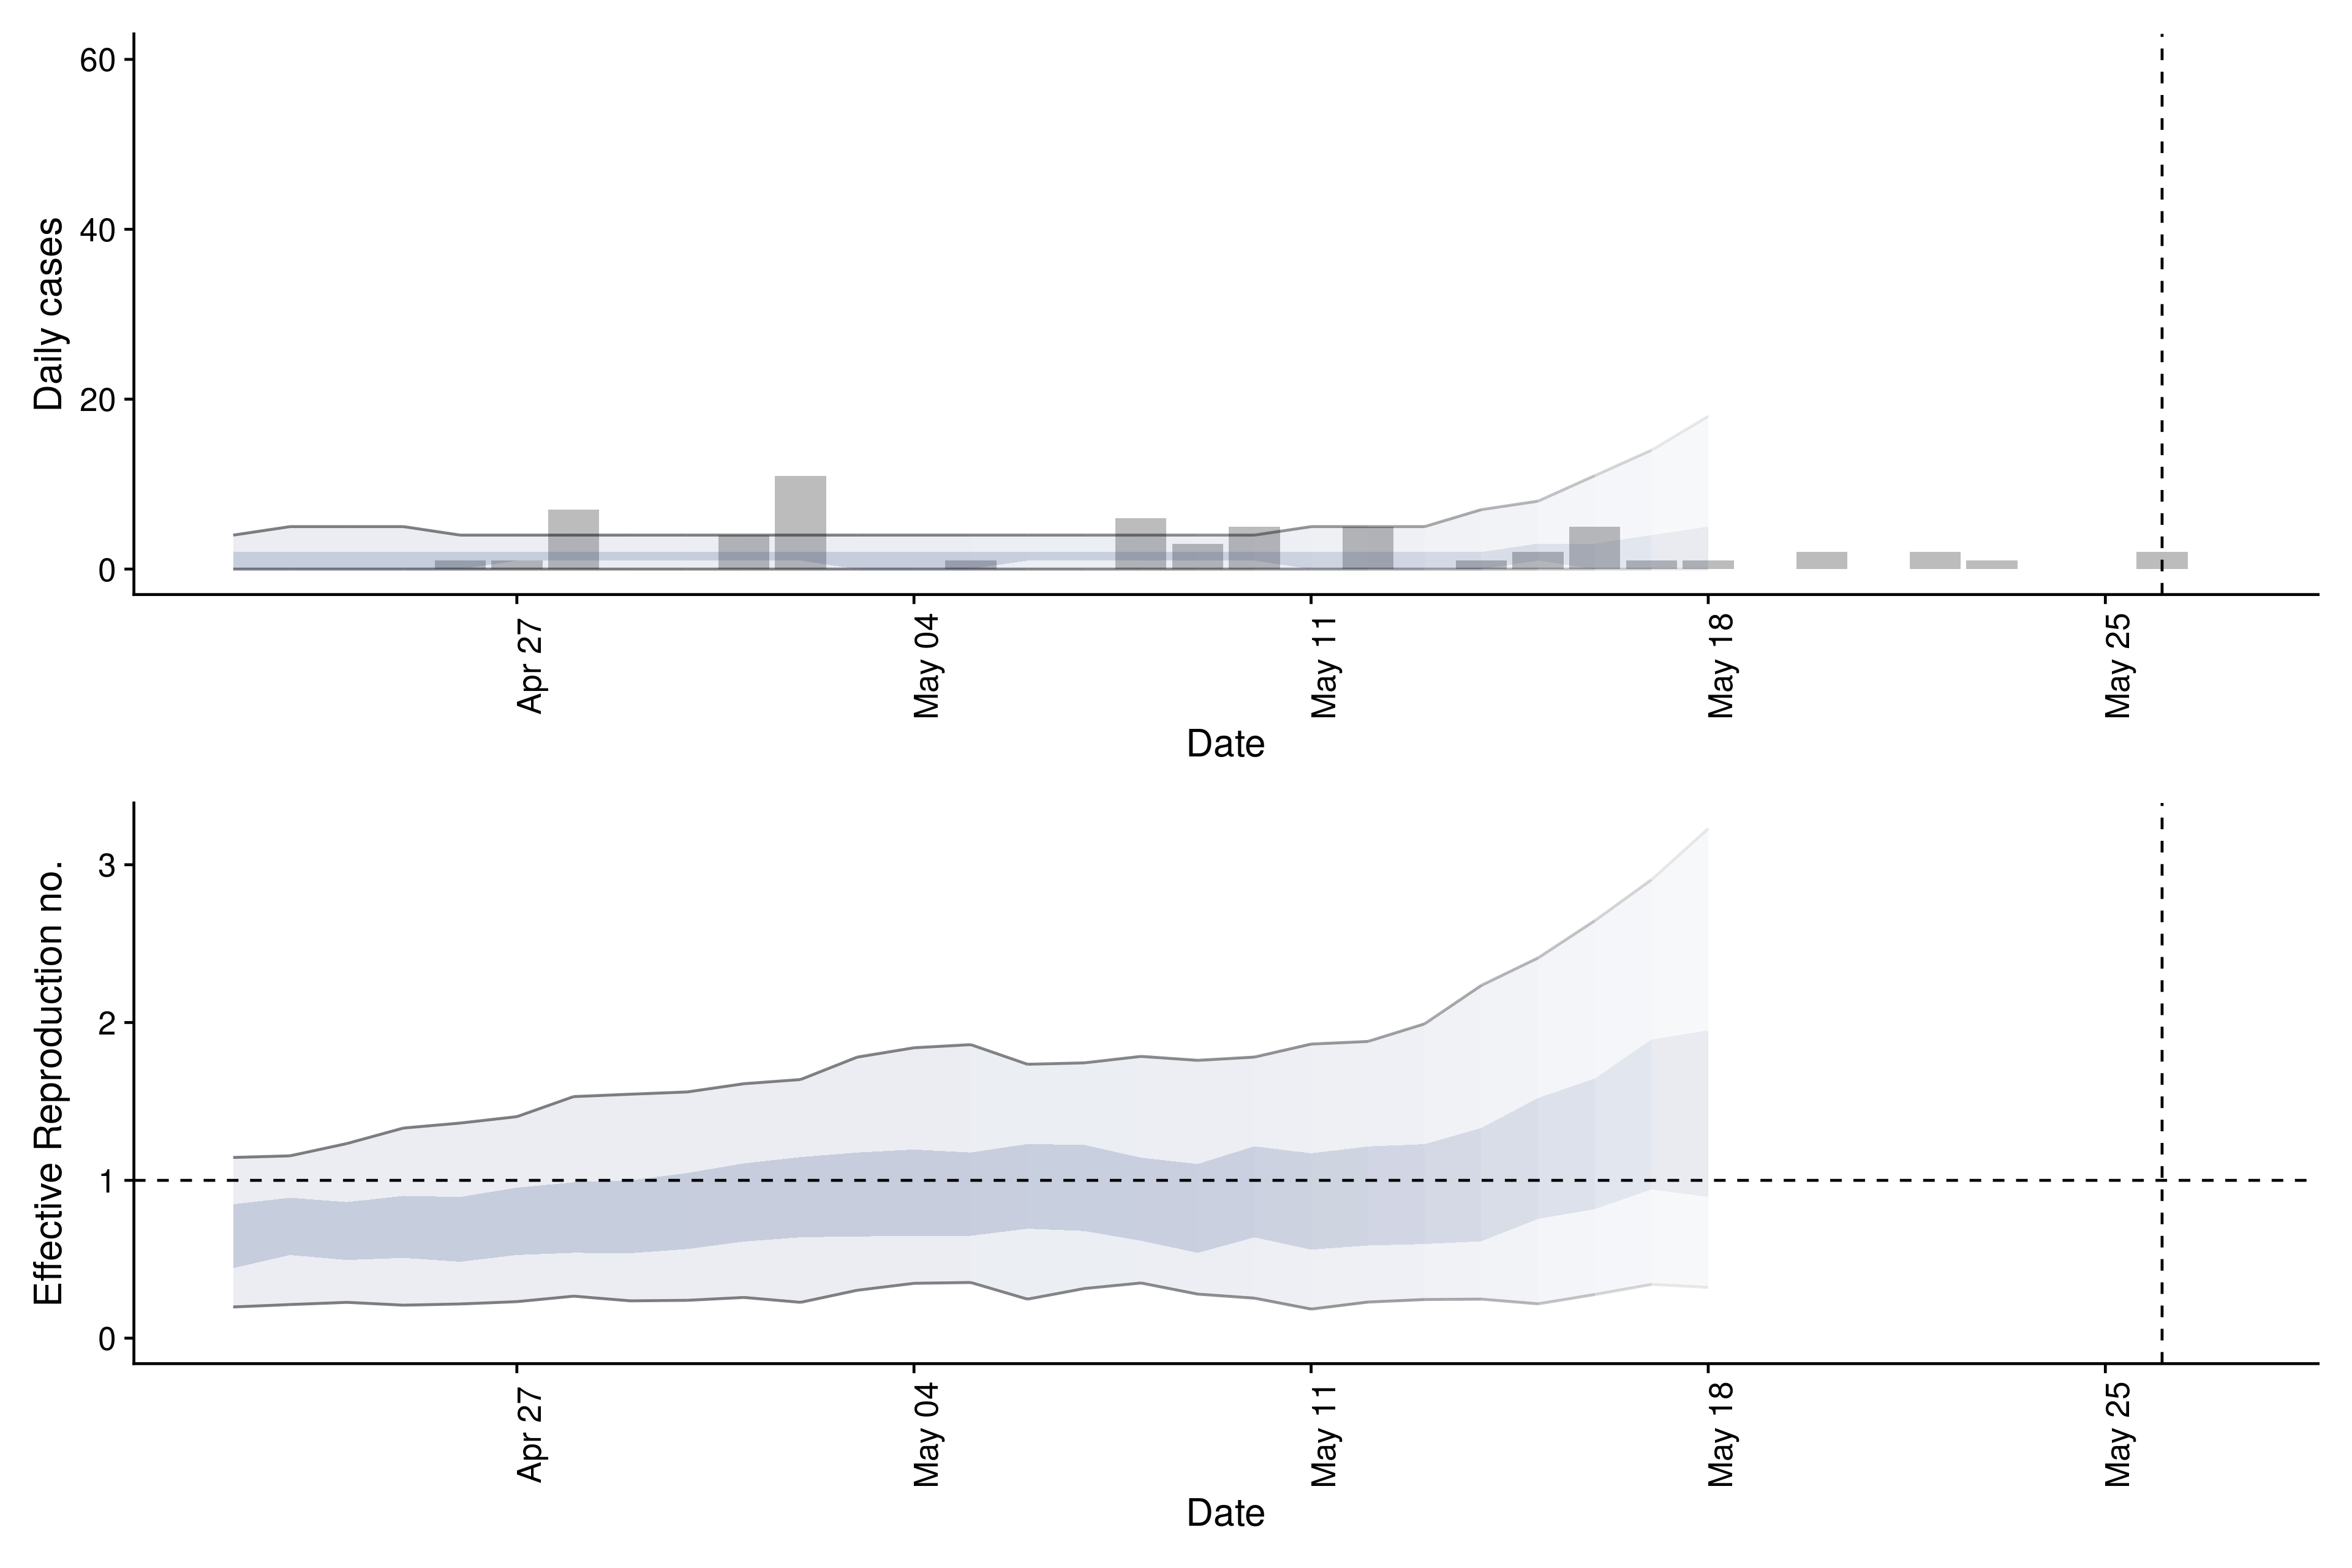 Daily cases
60
40
20
0
Apr 27
May 04
May 11
May 18
May 25
Date
Effective Reproduction no.
3
2
1
0
Apr 27
May 04
May 11
May 18
May 25
Date